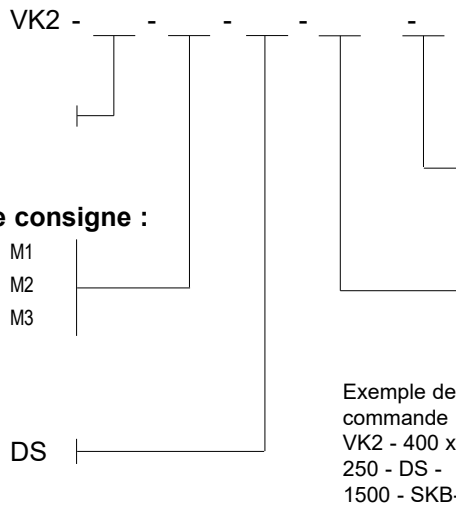 VK2 - - - - -
e consigne :
M1
M2
M3
DS
Exemple de
commande
VK2 - 400 x
250 - DS -
1500 - SKB-